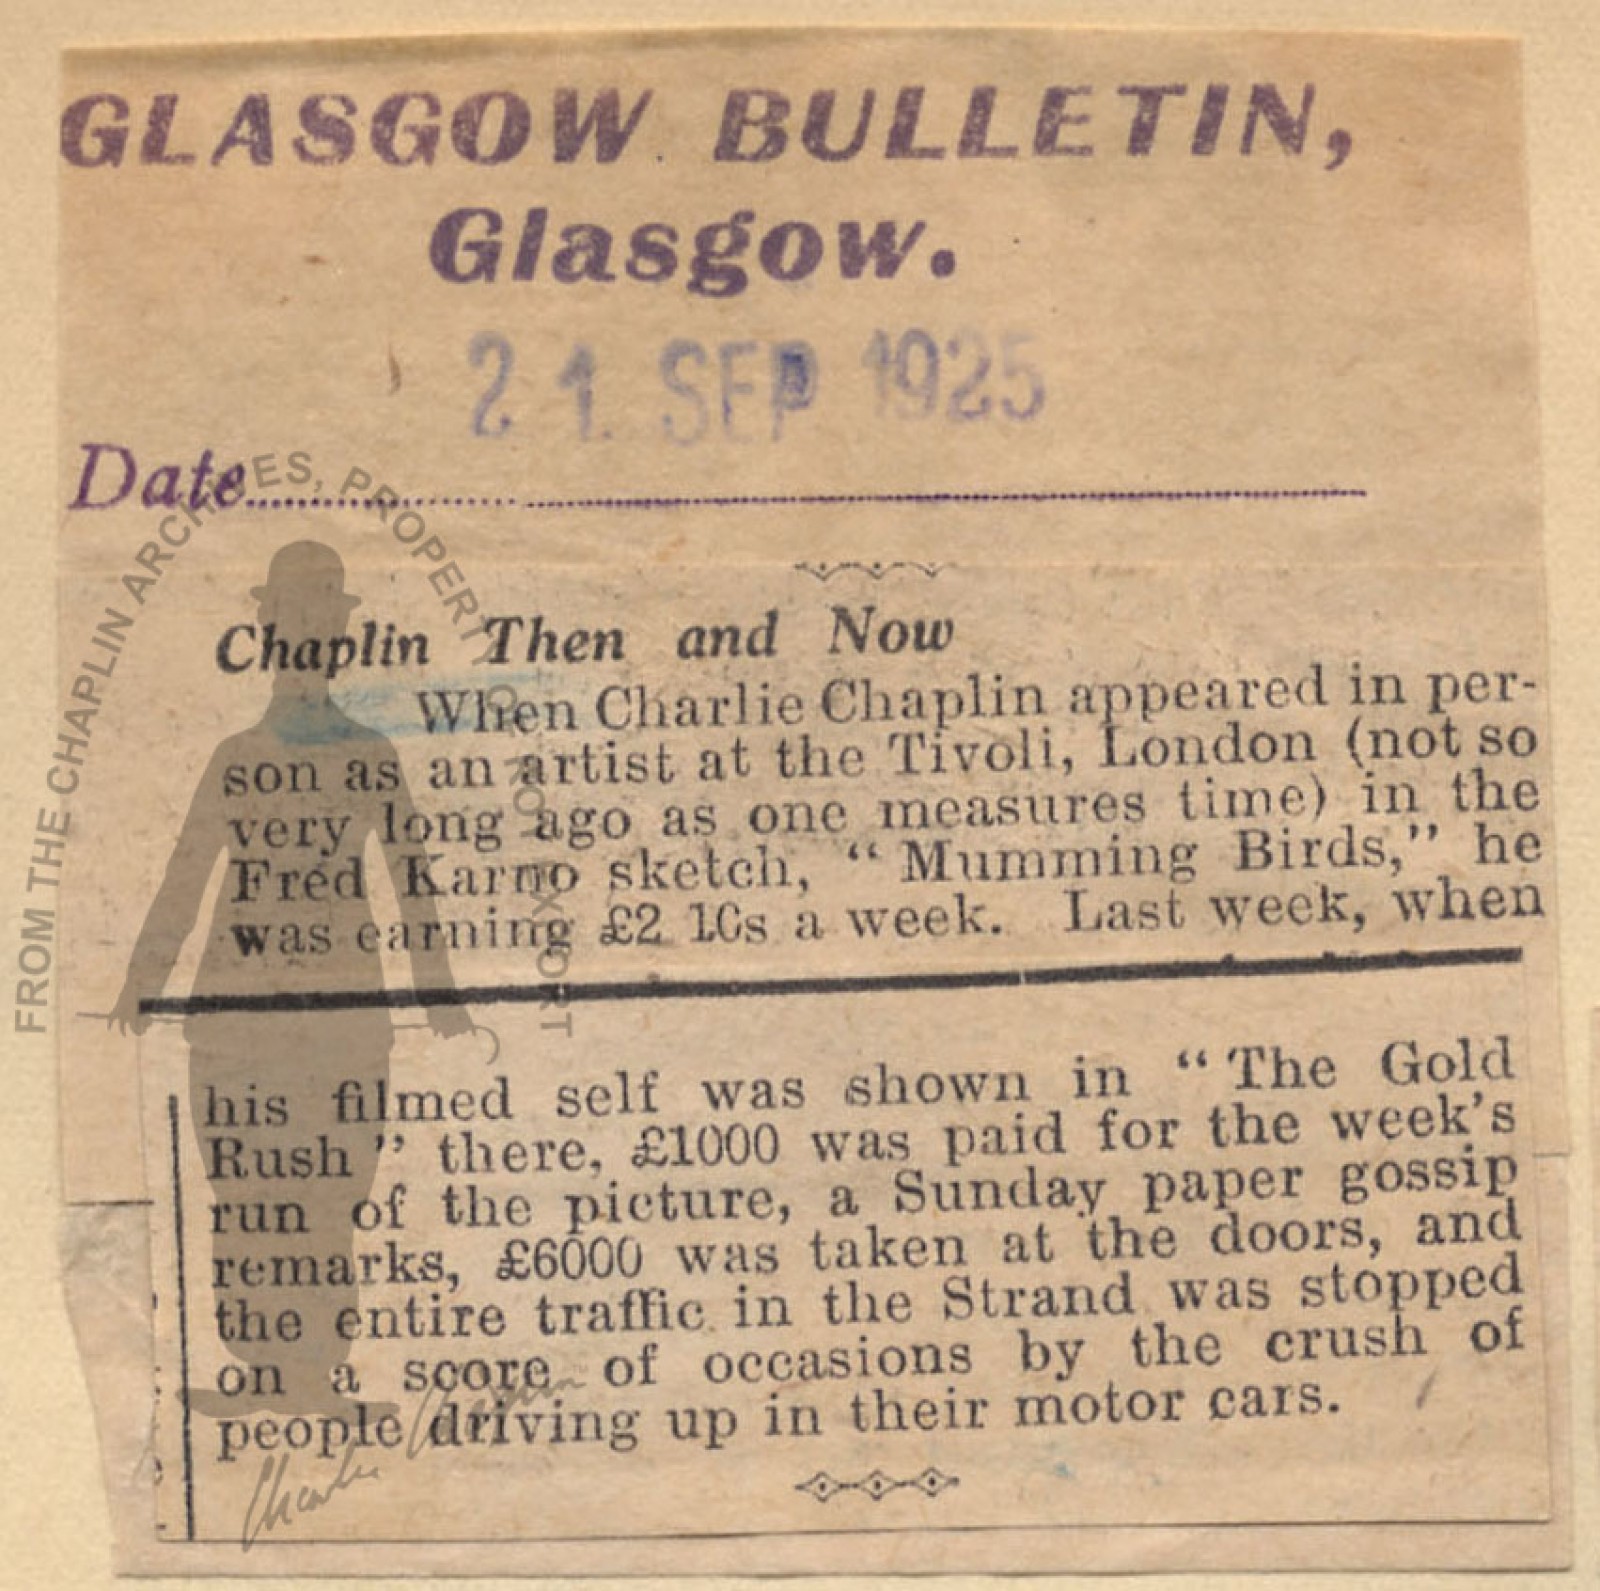 GLASGOW BULLETIN,
Glasgow.
21 SEP 1925
Date
Chaplin Then and Now
When Charlie Chaplin appeared in per-
son as an artist at the Tivoli, London (not so
very long ago as one measures time) in the
Fred Karno sketch, “Mumming Birds,” he
was earning £2 10s a week. Last week, when
his filmed self was shown in “The Gold
Rush” there, £1000 was paid for the week's
run of the picture, a Sunday paper gossip
remarks, £6000 was taken at the doors, and
the entire traffic in the Strand was stopped
on a score of occasions by the crush of
people driving up in their motor cars.
FROM THE CHAPLIN ARCHIVES, PROPERTY OF ROY EXPORT
Charlie Chaplin